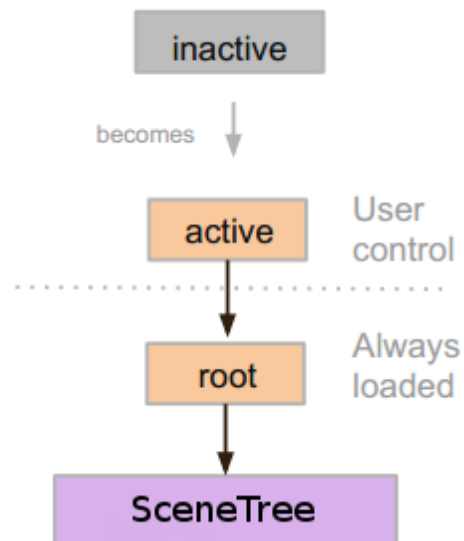 inactive
becomes
active
User
control
root
Always
loaded
SceneTree